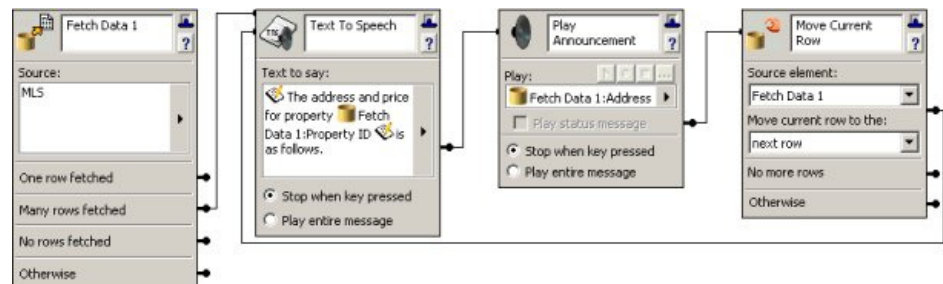 Fetch Data 1
?
Source:
MLS
One row fetched
Many rows fetched
No rows fetched
Otherwise
TTS
Text To Speech
?
Text to say:
The address and price
for property Fetch
Data 1:Property ID is
as follows.
Stop when key pressed
Play entire message
Play
Announcement
?
Play:
...
Fetch Data 1:Address
Play status message
Stop when key pressed
Play entire message
Move Current
Row
?
Source element:
Fetch Data 1
Move current row to the:
next row
No more rows
Otherwise